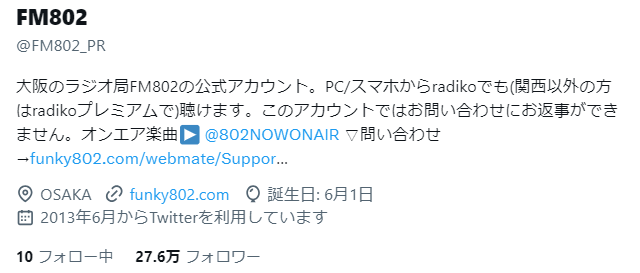 FM802
@FM802_PR
大阪のラジオ局FM802の公式アカウント。PC/スマホからradikoでも(関西以外の方
はradikoプレミアムで)聴けます。このアカウントではお問い合わせにお返事ができ
ません。オンエア楽曲▶️ @802NOWONAIR ▽問い合わせ
→funky802.com/webmate/Suppor...
OSAKA funky802.com 誕生日: 6月1日
2013年6月からTwitterを利用しています
10 フォロー中 27.6万 フォロワー